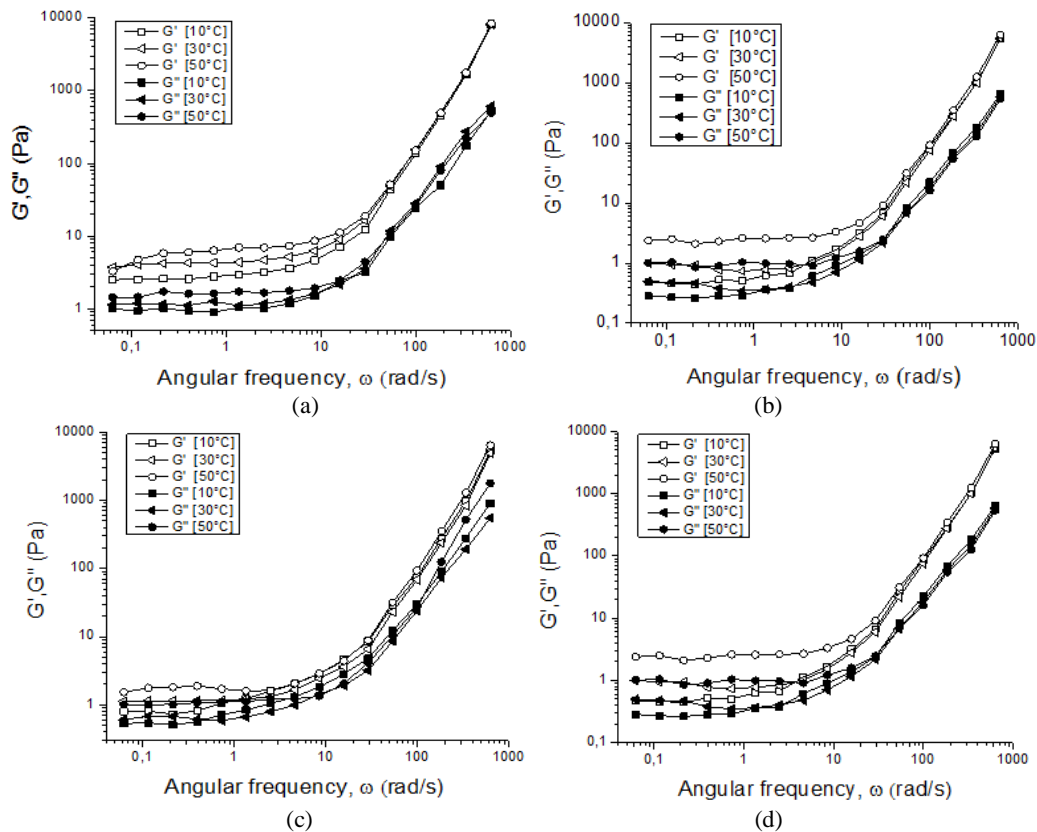 10000
1000
100
10
1
G',G'' (Pa)
G' [10°C]
G' [30°C]
G' [50°C]
G'' [10°C]
G'' [30°C]
G'' [50°C]
0,1 1 10 100 1000
Angular frequency, ω (rad/s)
(a)
10000
1000
100
10
1
0,1
G',G'' (Pa)
G' [10°C]
G' [30°C]
G' [50°C]
G'' [10°C]
G'' [30°C]
G'' [50°C]
0,1 1 10 100 1000
Angular frequency, ω (rad/s)
(b)
10000
1000
100
10
1
G',G'' (Pa)
G' [10°C]
G' [30°C]
G' [50°C]
G'' [10°C]
G'' [30°C]
G'' [50°C]
0,1 1 10 100 1000
Angular frequency, ω (rad/s)
(c)
10000
1000
100
10
1
0,1
G',G'' (Pa)
G' [10°C]
G' [30°C]
G' [50°C]
G'' [10°C]
G'' [30°C]
G'' [50°C]
0,1 1 10 100 1000
Angular frequency, ω (rad/s)
(d)